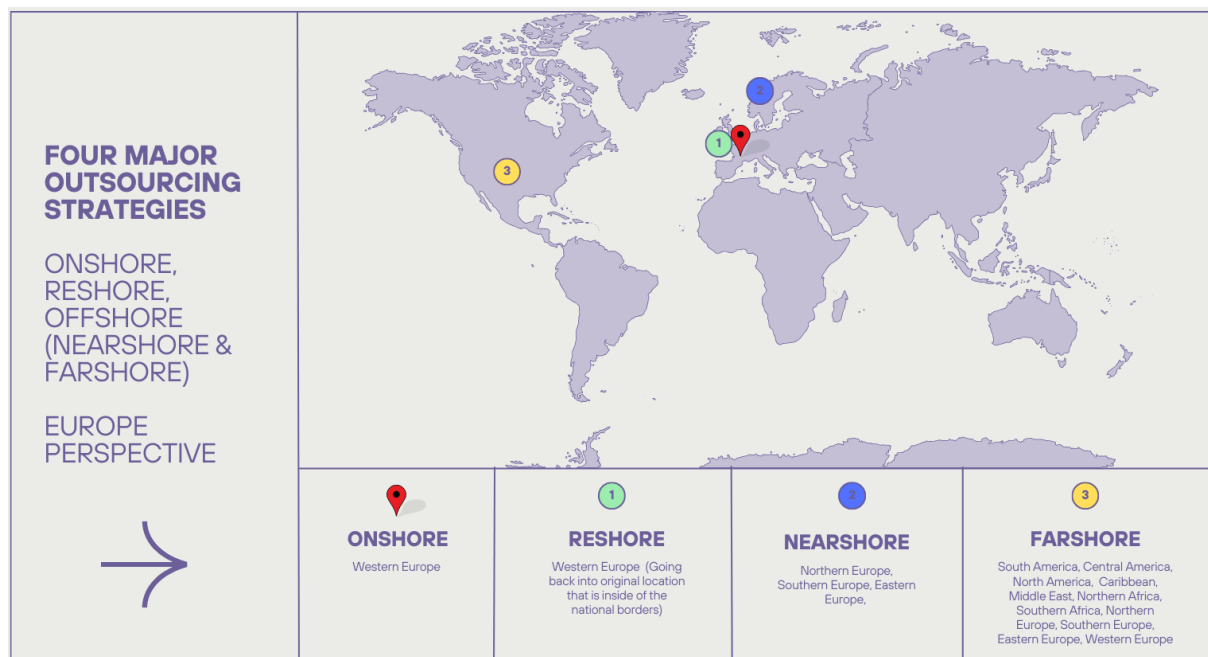 FOUR MAJOR
OUTSOURCING
STRATEGIES
ONSHORE,
RESHORE,
OFFSHORE
(NEARSHORE &
FARSHORE)
EUROPE
PERSPECTIVE
2
1
3
ONSHORE
Western Europe
1
RESHORE
Western Europe (Going
back into original location
that is inside of the
national borders)
2
NEARSHORE
Northern Europe,
Southern Europe, Eastern
Europe,
3
FARSHORE
South America, Central America,
North America, Caribbean,
Middle East, Northern Africa,
Southern Africa, Northern
Europe, Southern Europe,
Eastern Europe, Western Europe